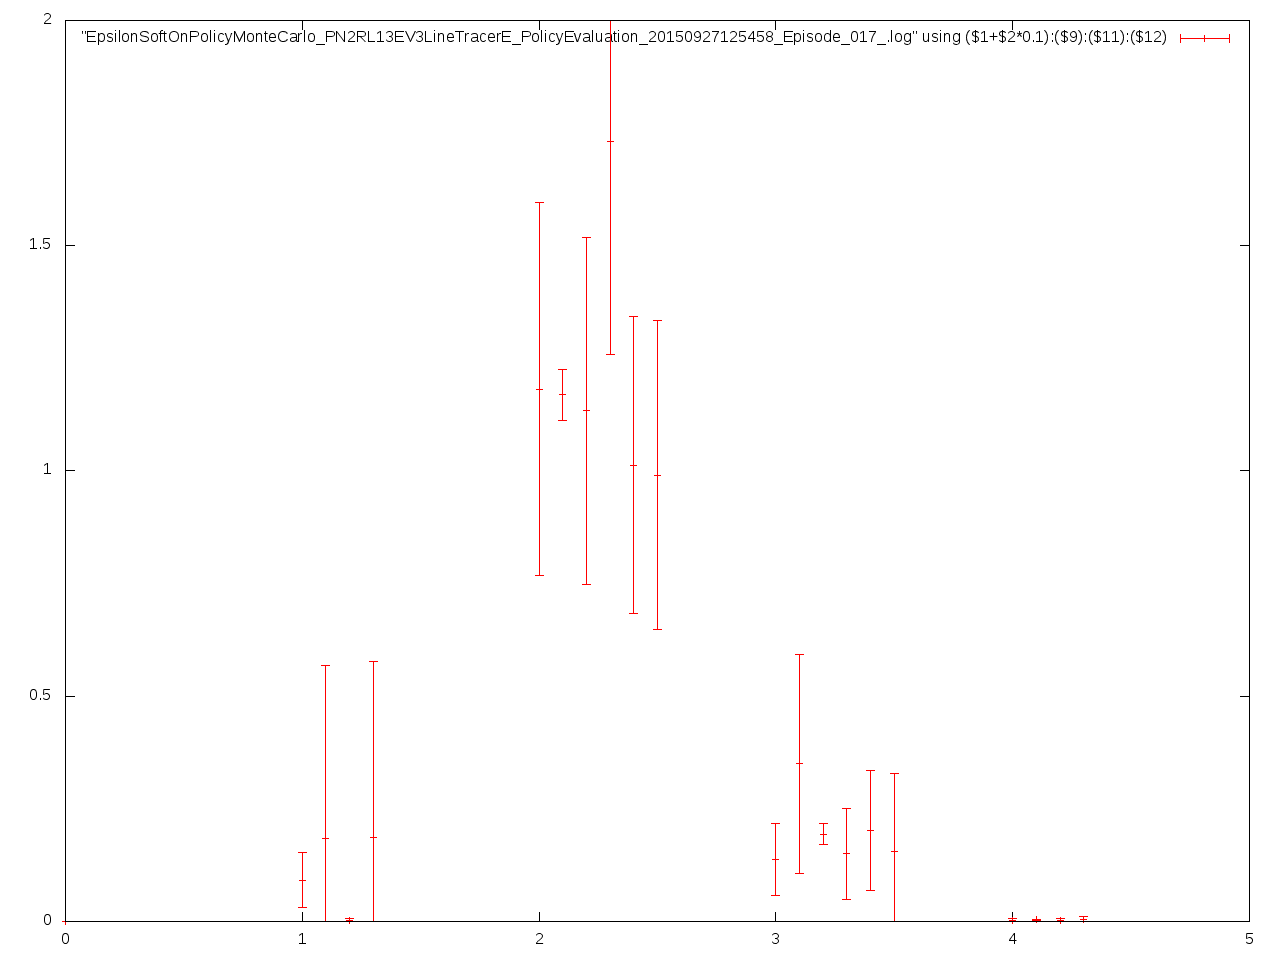 2
"EpsilonSoftOnPolicyMonteCarlo_PN2RL13EV3LineTracerE_PolicyEvaluation_20150927125458_Episode_017_.log" using ($1+$2*0.1):($9):($11):($12)
1.5
1
0.5
0
0 1 2 3 4 5